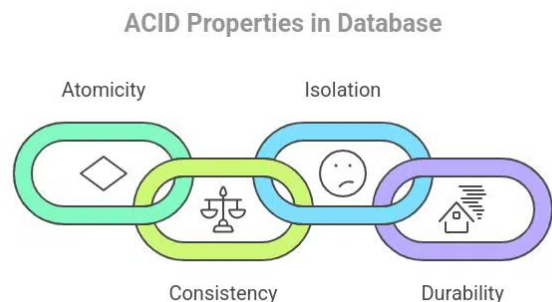 ACID Properties in Database
Atomicity
Isolation
Consistency
Durability